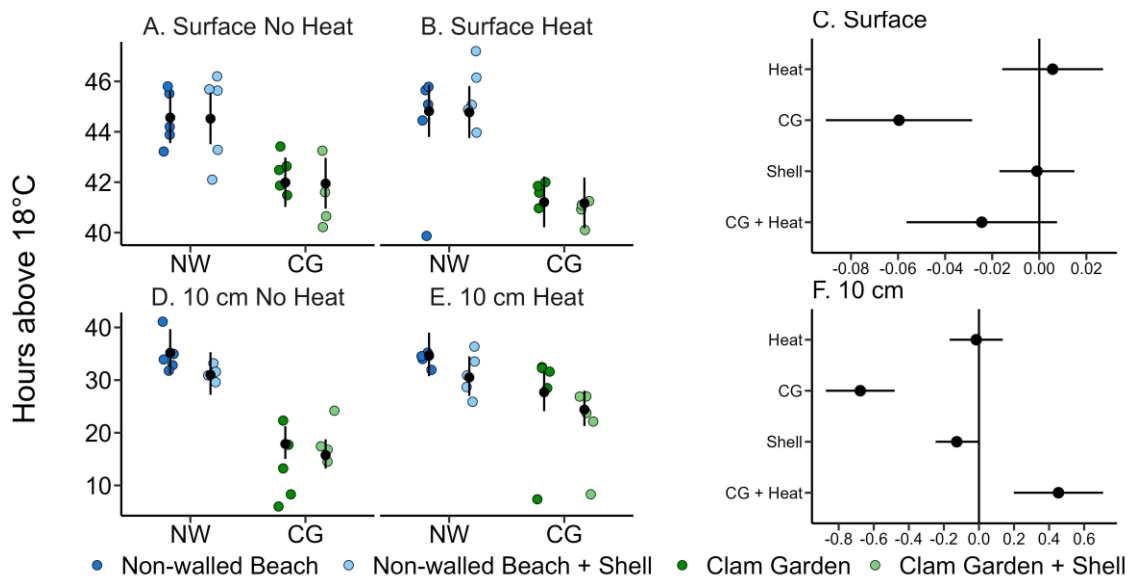 A. Surface No Heat
B. Surface Heat
C. Surface
Hours above 18°C
46
44
42
40
NW CG
NW CG
Heat
CG
Shell
CG + Heat
-0.08 -0.06 -0.04 -0.02 0.00 0.02
D. 10 cm No Heat
E. 10 cm Heat
F. 10 cm
40
30
20
10
NW CG
NW CG
Heat
CG
Shell
CG + Heat
-0.8 -0.6 -0.4 -0.2 0.0 0.2 0.4 0.6
Non-walled Beach Non-walled Beach + Shell Clam Garden Clam Garden + Shell